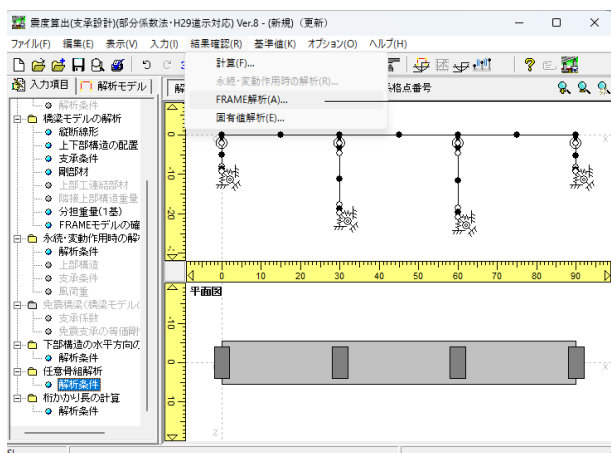 震度算出(支承設計)(部分係数法・H29道示対応) Ver.8 - (新規) (更新)
ファイル(F) 編集(E) 表示(V) 入力(I) 結果確認(R) 基準値(K) オプション(O) ヘルプ(H)
入力項目 解析モデル
格点番号
計算(F)...
永続・変動作用時の解析(R)...
FRAME解析(A)...
固有値解析(E)...
解析条件
橋梁モデルの解析
縦断線形
上下部構造の配置
支承条件
剛部材
上部工連結部材
隣接上部構造重量
分担重量(1基)
FRAMEモデルの確
永続・変動作用時の解
解析条件
上部構造
支承条件
風荷重
免震橋梁(橋梁モデル
支承係数
免震支承の等価剛
下部構造の水平方向の
解析条件
任意骨組解析
解析条件
桁かかり長の計算
解析条件
0
-20
X
0 10 20 30 40 50 60 70 80 90
平面図
-10
0
10
X
Z